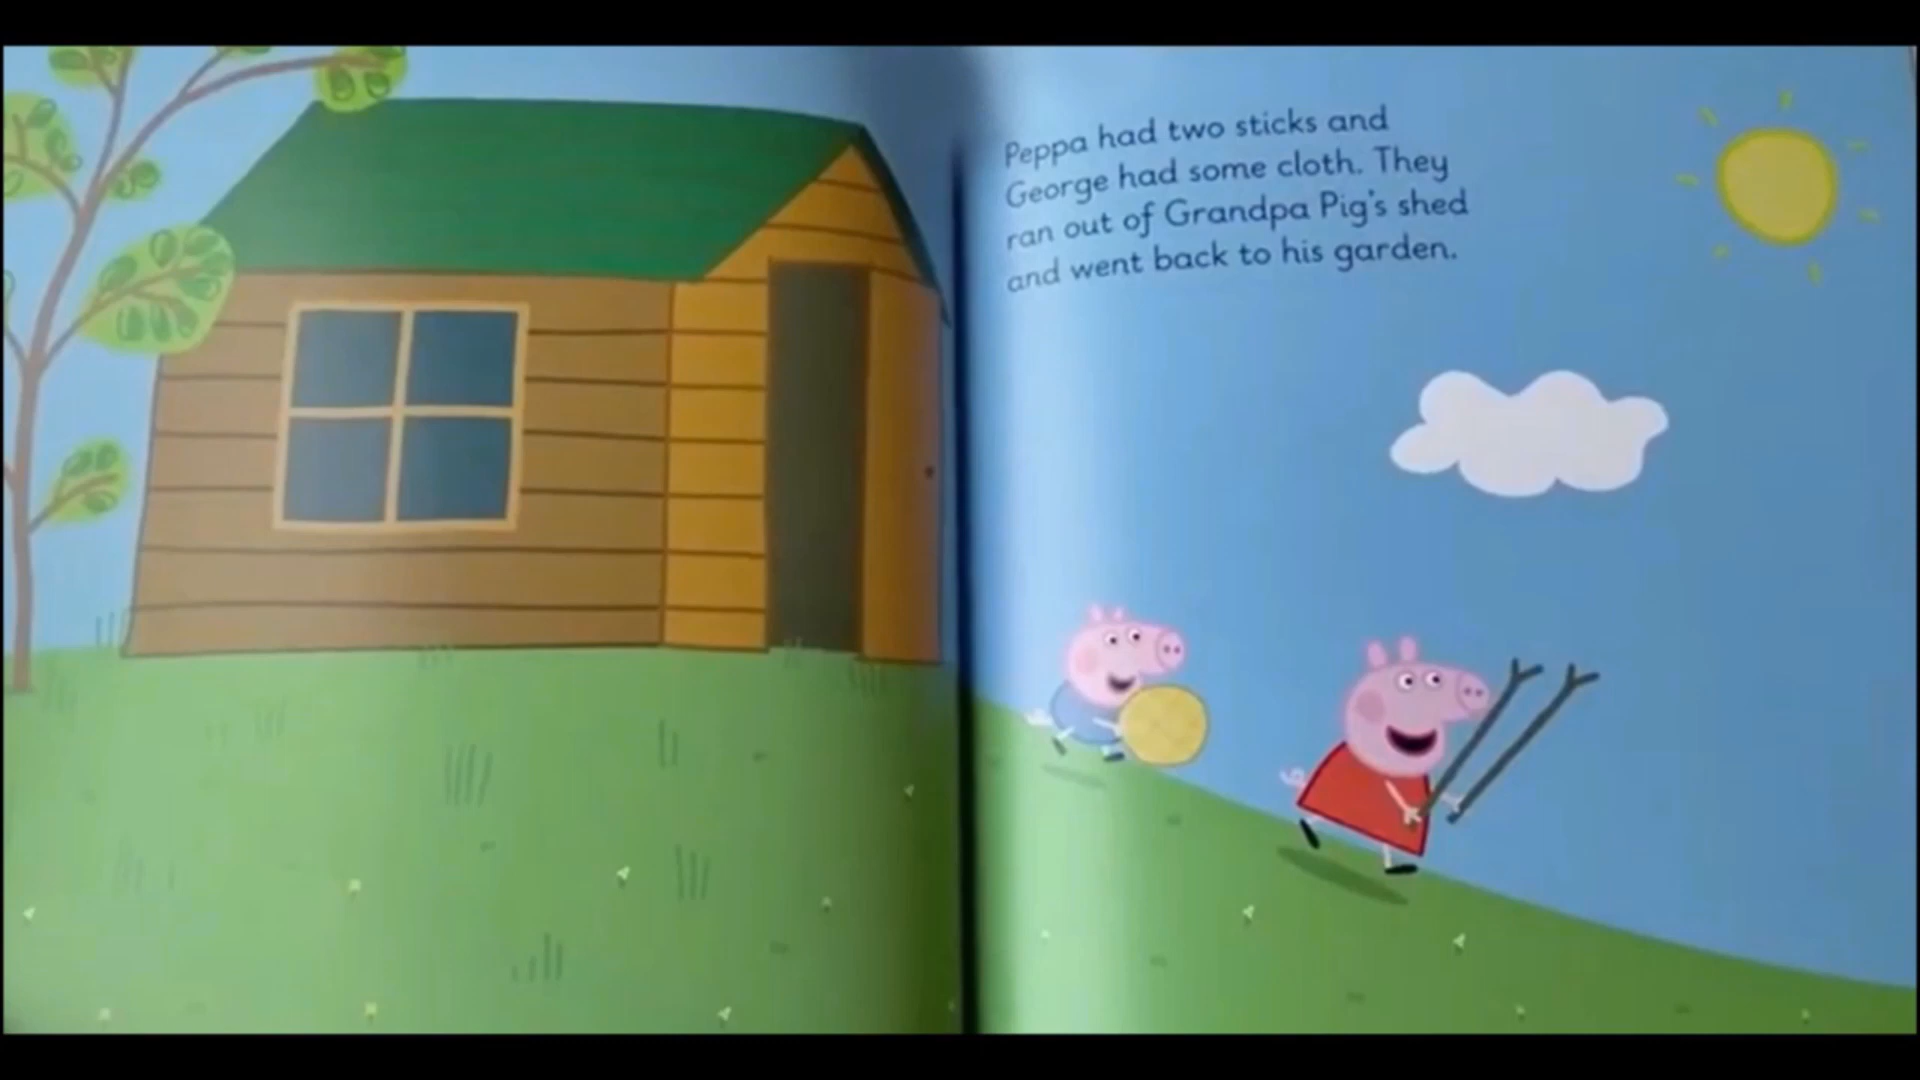 Peppa had two sticks and
George had some cloth. They
ran out of Grandpa Pig's shed
and went back to his garden.